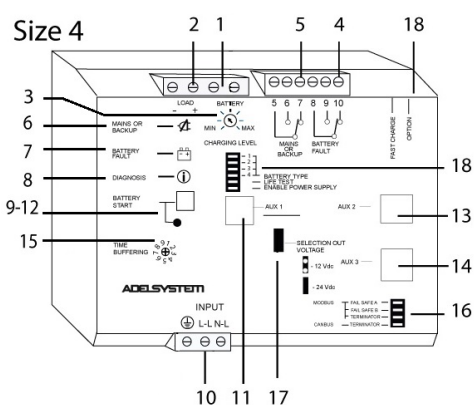 Size 4
2
1
5
4
18
LOAD
- +
BATTERY
- +
5 6 7 8 9 10
3
6
MAINS OR
BACKUP
MIN
MAX
MAINS
OR
BACKUP
BATTERY
FAULT
FAST CHARGE
OPTION
7
BATTERY
FAULT
CHARGING LEVEL
1
2
3
4
BATTERY TYPE
LIFE TEST
ENABLE POWER SUPPLY
18
8
DIAGNOSIS
9-12
BATTERY
START
AUX 1
AUX 2
13
15
TIME
BUFFERING
SELECTION OUT
VOLTAGE
- 12 Vdc
- 24 Vdc
AUX 3
14
ADELSYSTEM
MODBUS
FAIL SAFE A
FAIL SAFE B
TERMINATOR
CANBUS
TERMINATOR
16
INPUT
L-L N-L
10
11
17